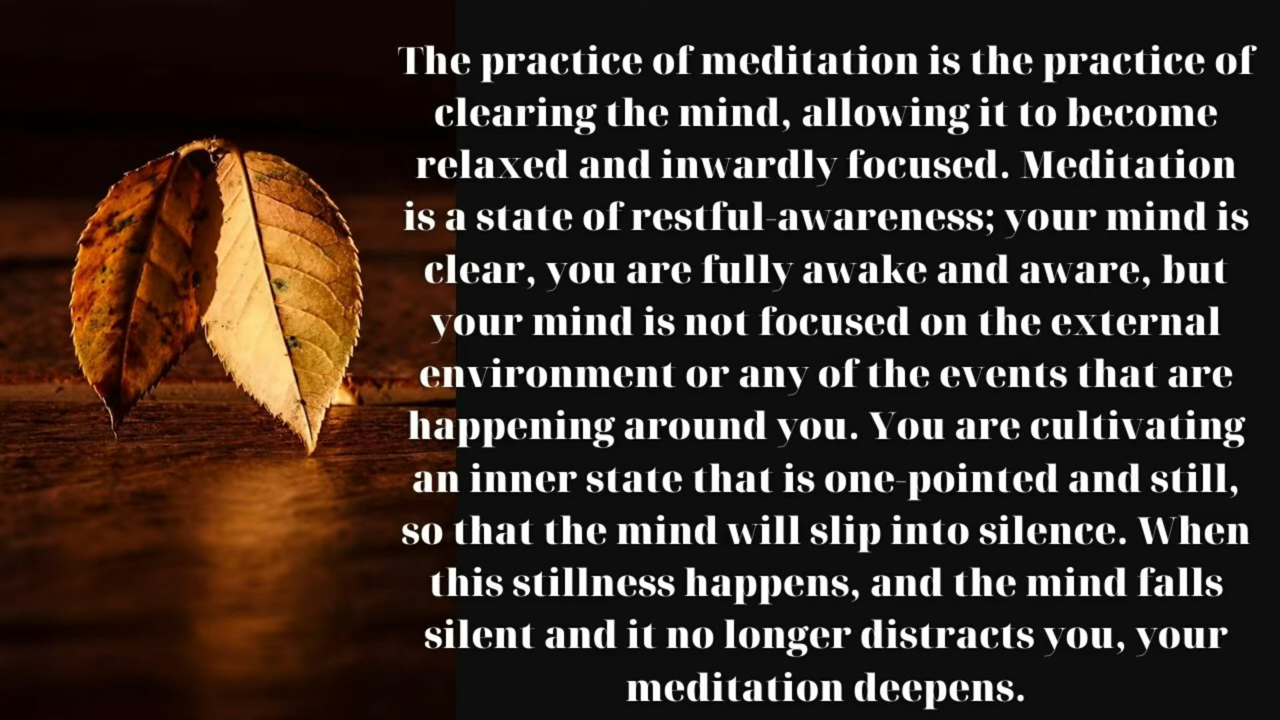 The practice of meditation is the practice of
clearing the mind, allowing it to become
relaxed and inwardly focused. Meditation
is a state of restful-awareness; your mind is
clear, you are fully awake and aware, but
your mind is not focused on the external
environment or any of the events that are
happening around you. You are cultivating
an inner state that is one-pointed and still,
so that the mind will slip into silence. When
this stillness happens, and the mind falls
silent and it no longer distracts you, your
meditation deepens.